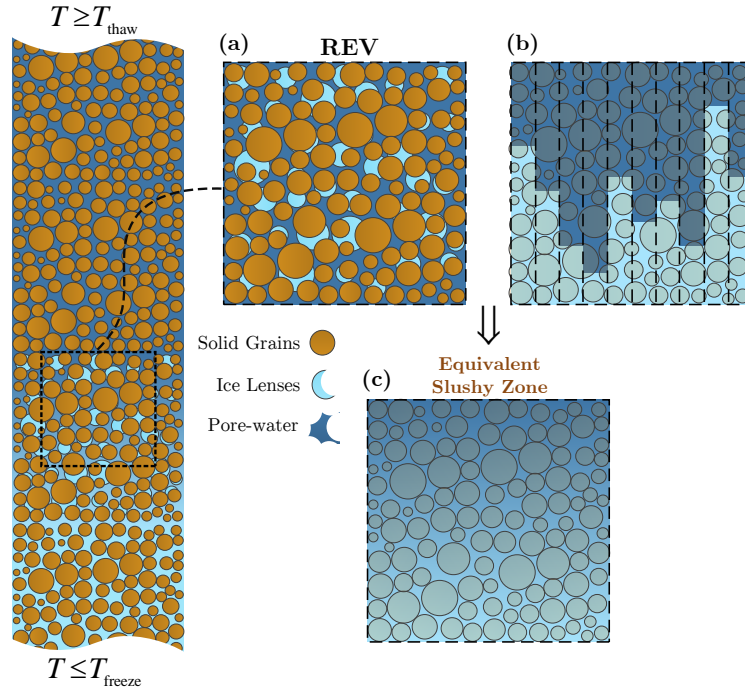 T ≥ T_thaw
(a)
REV
(b)
Solid Grains
Ice Lenses
Pore-water
Equivalent
Slushy Zone
(c)
T ≤ T_freeze